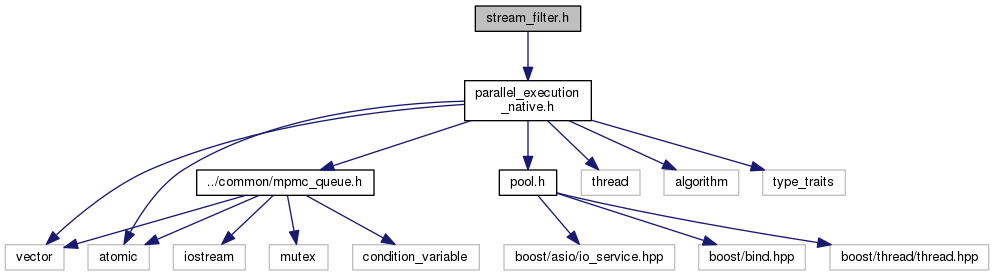 stream_filter.h
parallel_execution
_native.h
../common/mpmc_queue.h
pool.h
thread
algorithm
type_traits
vector
atomic
iostream
mutex
condition_variable
boost/asio/io_service.hpp
boost/bind.hpp
boost/thread/thread.hpp